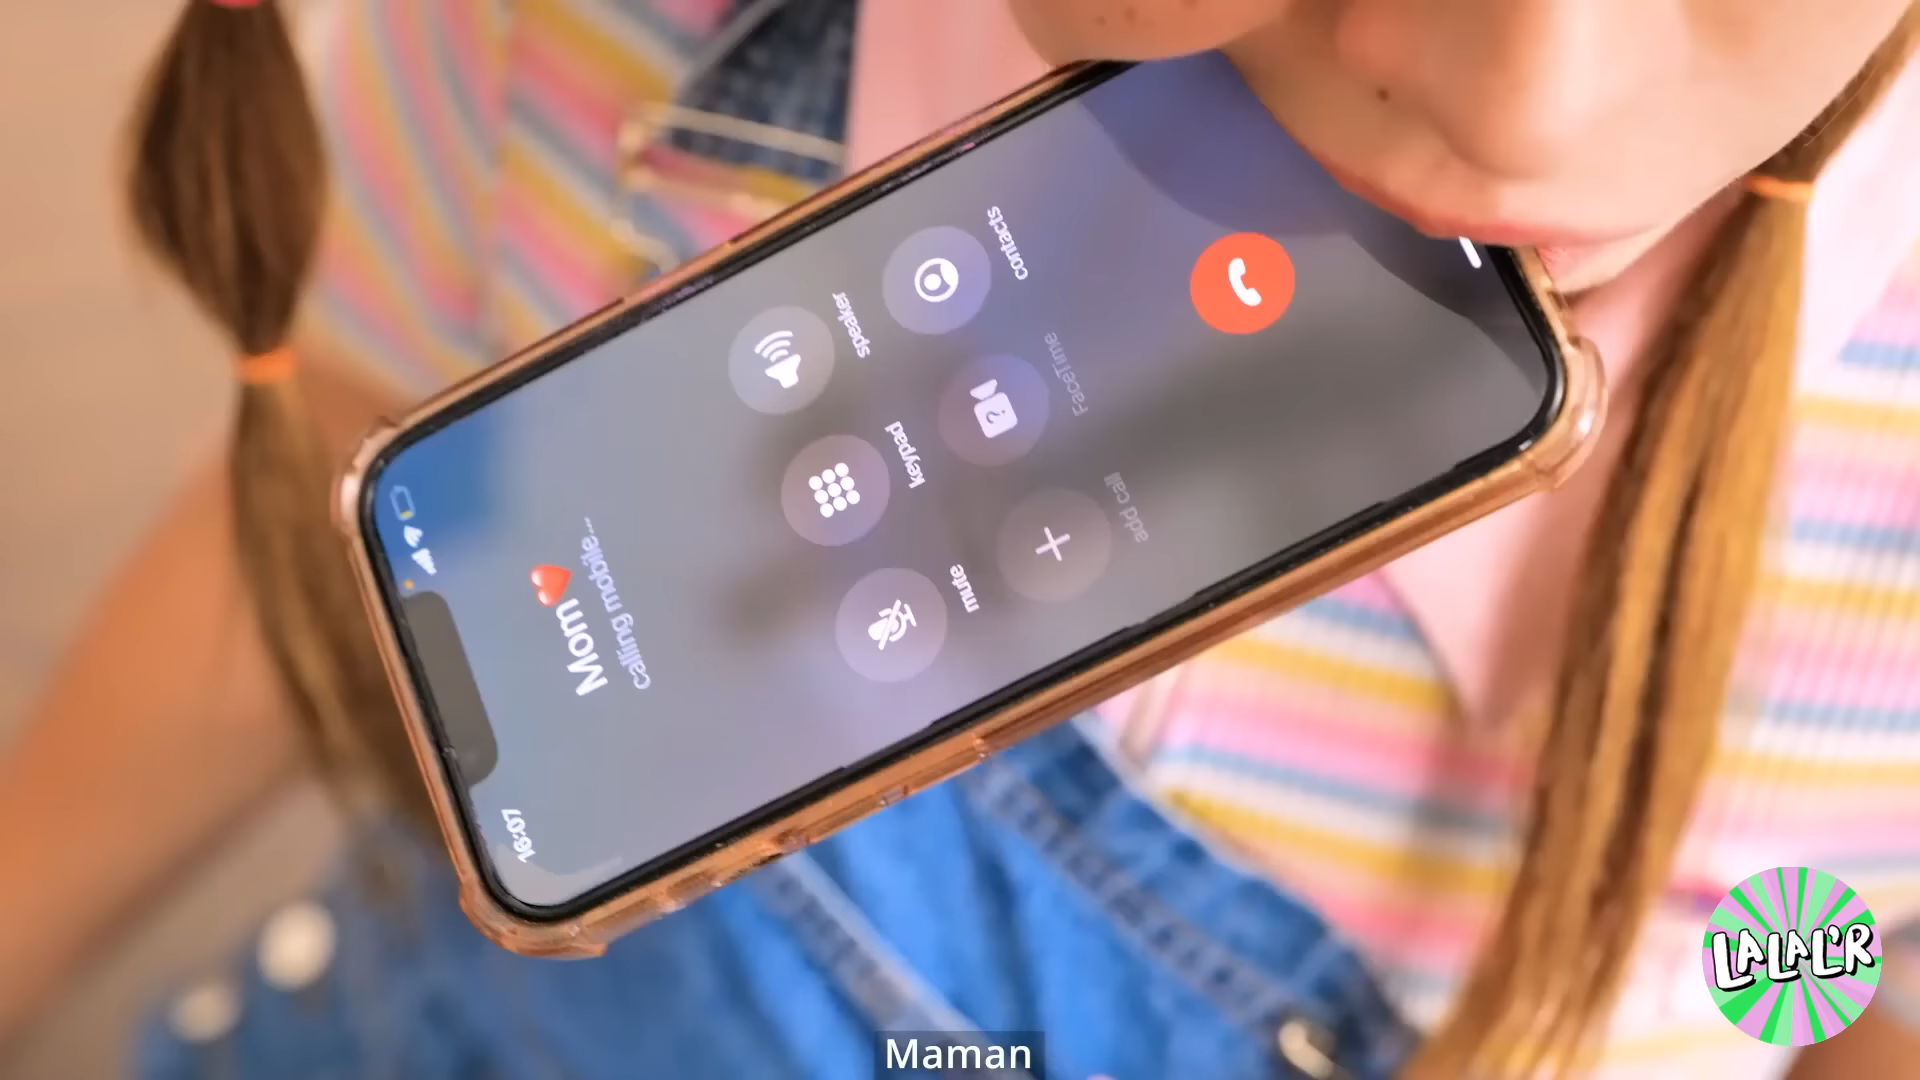 16:07
Mom❤️
calling mobile...
mute
keypad
speaker
add call
FaceTime
contacts
LALAL'R
Maman